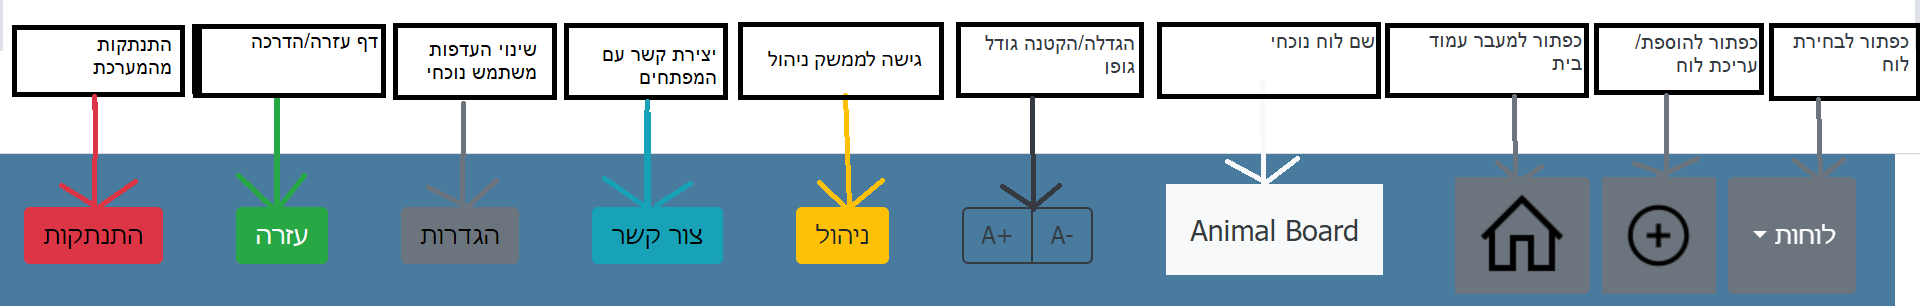 כפתור לבחירת
לוח
כפתור להוספת/
עריכת לוח
כפתור למעבר עמוד
בית
שם לוח נוכחי
הגדלה/הקטנה גודל
גופן
גישה לממשק ניהול
יצירת קשר עם
המפתחים
שינוי העדפות
משתמש נוכחי
דף עזרה/הדרכה
התנתקות
מהמערכת
לוחות
Animal Board
A-
A+
ניהול
צור קשר
הגדרות
עזרה
התנתקות